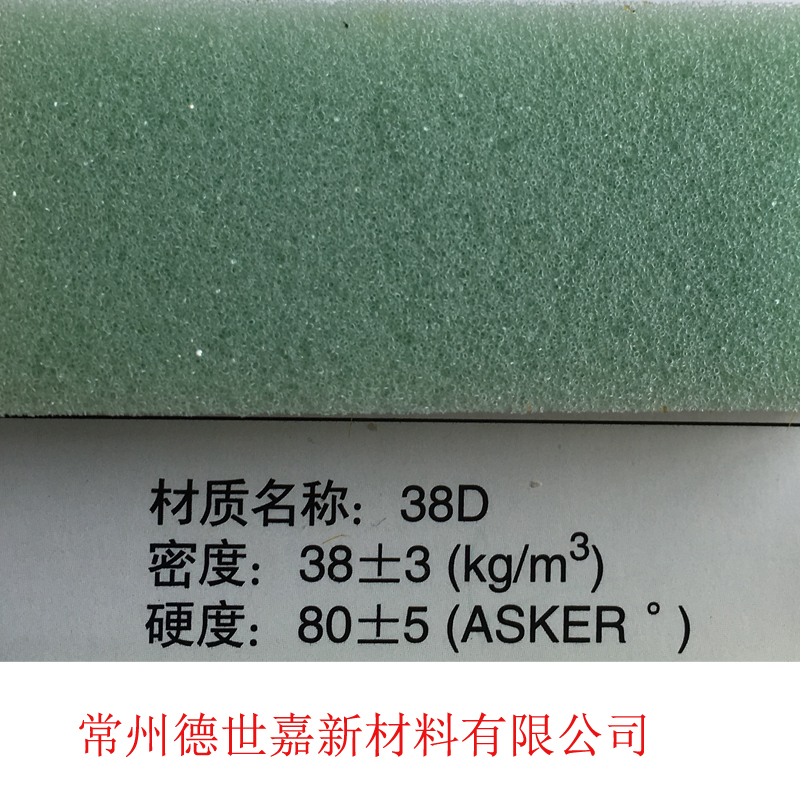 材质名称：38D
密度：38±3 (kg/m³)
硬度：80±5 (ASKER °)
常州德世嘉新材料有限公司